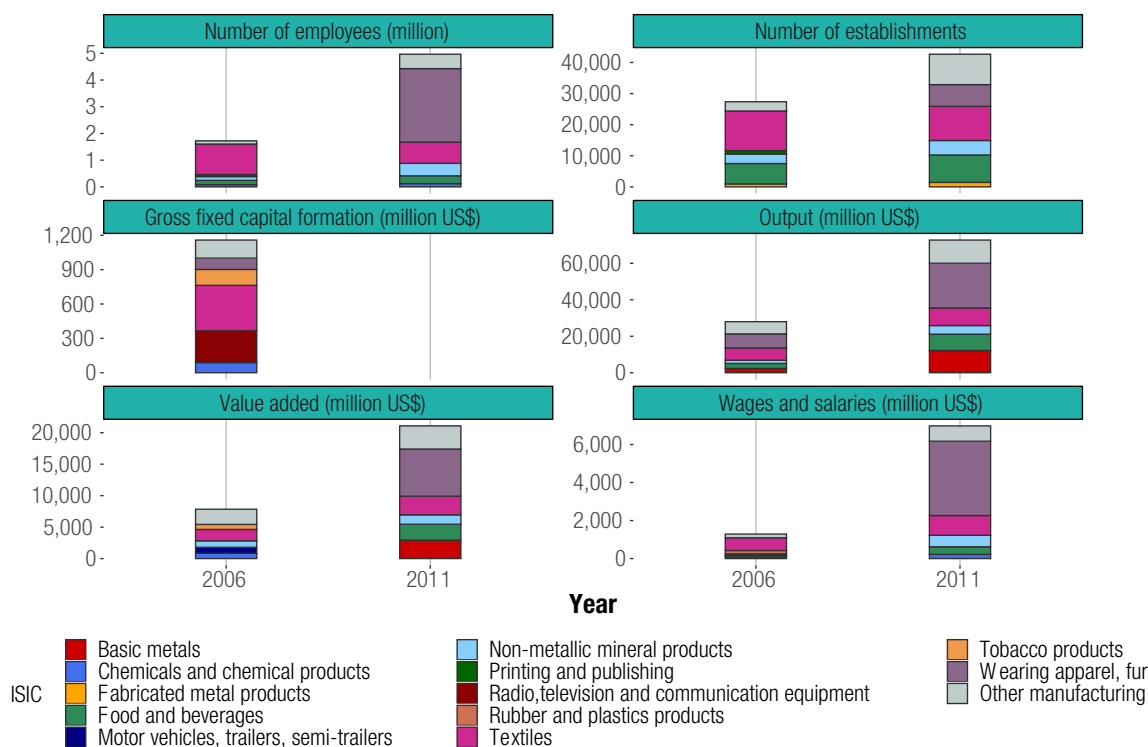 Number of employees (million)
5
4
3
2
1
0
Number of establishments
40,000
30,000
20,000
10,000
0
Gross fixed capital formation (million US$)
1,200
900
600
300
0
Output (million US$)
60,000
40,000
20,000
0
Value added (million US$)
20,000
15,000
10,000
5,000
0
2006 2011
Wages and salaries (million US$)
6,000
4,000
2,000
0
2006 2011
Year
ISIC
Basic metals
Chemicals and chemical products
Fabricated metal products
Food and beverages
Motor vehicles, trailers, semi-trailers
Non-metallic mineral products
Printing and publishing
Radio,television and communication equipment
Rubber and plastics products
Textiles
Tobacco products
Wearing apparel, fur
Other manufacturing